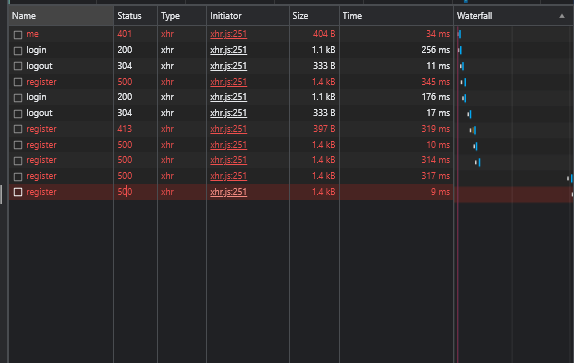 Name Status Type Initiator Size Time Waterfall
me 401 xhr xhr.js:251 404 B 34 ms
login 200 xhr xhr.js:251 1.1 kB 256 ms
logout 304 xhr xhr.js:251 333 B 11 ms
register 500 xhr xhr.js:251 1.4 kB 345 ms
login 200 xhr xhr.js:251 1.1 kB 176 ms
logout 304 xhr xhr.js:251 333 B 17 ms
register 413 xhr xhr.js:251 397 B 319 ms
register 500 xhr xhr.js:251 1.4 kB 10 ms
register 500 xhr xhr.js:251 1.4 kB 314 ms
register 500 xhr xhr.js:251 1.4 kB 317 ms
register 500 xhr xhr.js:251 1.4 kB 9 ms